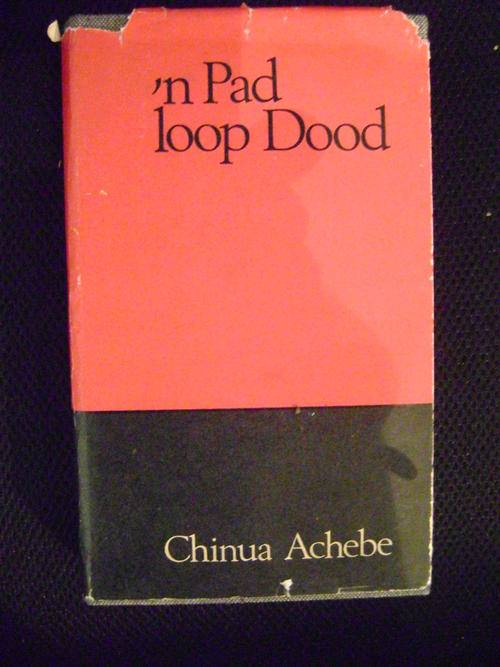 ’n Pad
loop Dood
Chinua Achebe